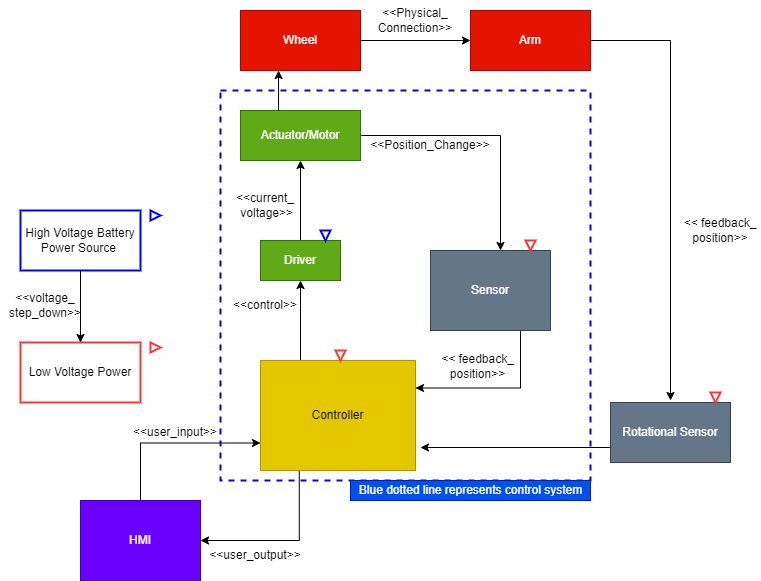 <<Physical_
Connection>>
Wheel
Arm
Actuator/Motor
<<Position_Change>>
<<current_
voltage>>
<< feedback_
position>>
High Voltage Battery
Power Source
Driver
Sensor
<<voltage_
step_down>>
<<control>>
Low Voltage Power
<< feedback_
position>>
Controller
<<user_input>>
Rotational Sensor
Blue dotted line represents control system
HMI
<<user_output>>